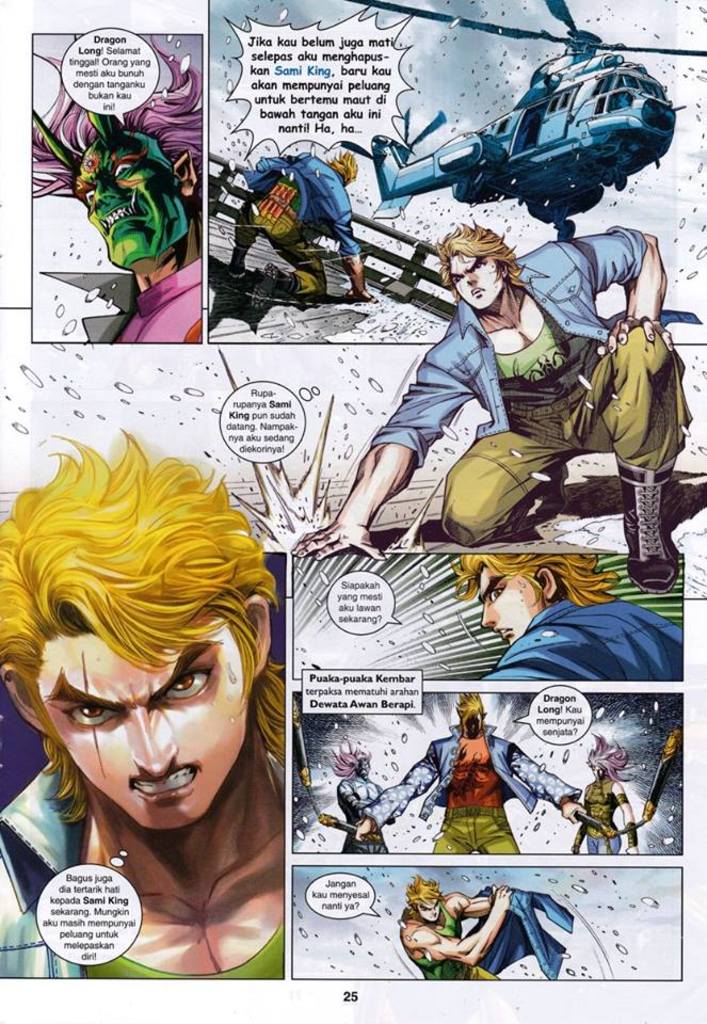 Dragon
Long! Selamat
tinggal! Orang yang
mesti aku bunuh
dengan tanganku
bukan kau
ini!
Jika kau belum juga mati
selepas aku menghapus-
kan Sami King, baru kau
akan mempunyai peluang
untuk bertemu maut di
bawah tangan aku ini
nanti! Ha, ha...
Rupa-
rupanya Sami
King pun sudah
datang. Nampak-
nya aku sedang
diekorinya!
Siapakah
yang mesti
aku lawan
sekarang?
Puaka-puaka Kembar
terpaksa mematuhi arahan
Dewata Awan Berapi.
Dragon
Long! Kau
mempunyai
senjata?
Bagus juga
dia tertarik hati
kepada Sami King
sekarang. Mungkin
aku masih mempunyai
peluang untuk
melepaskan
diri!
Jangan
kau menyesal
nanti ya?
25